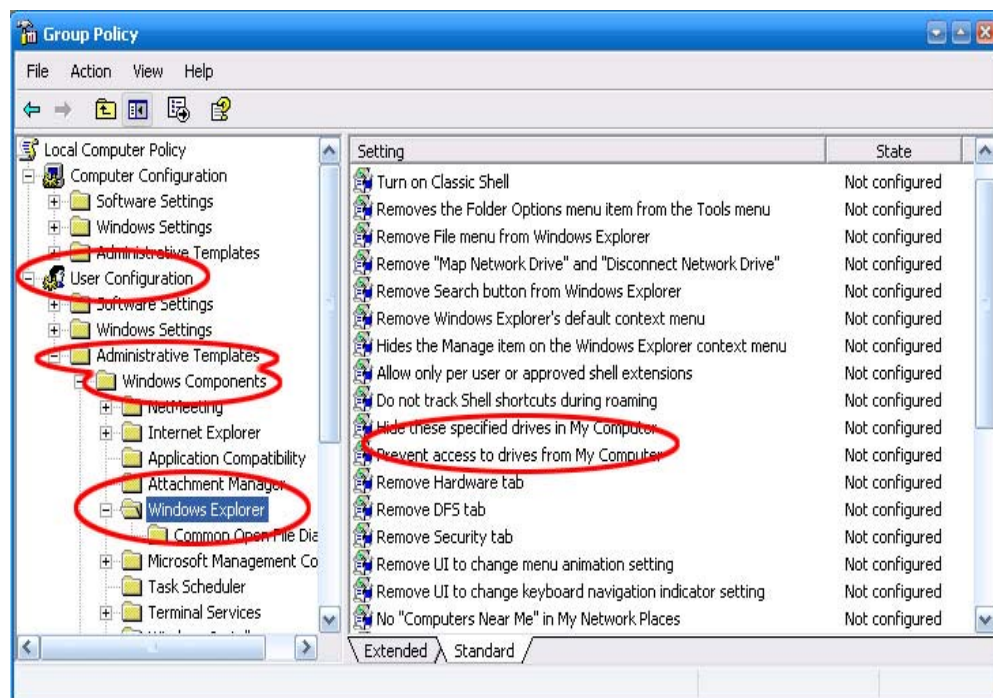 Group Policy
File Action View Help
Local Computer Policy
Computer Configuration
Software Settings
Windows Settings
Administrative Templates
User Configuration
Software Settings
Windows Settings
Administrative Templates
Windows Components
NetMeeting
Internet Explorer
Application Compatibility
Attachment Manager
Windows Explorer
Common Open File Dia
Microsoft Management Co
Task Scheduler
Terminal Services
Setting State
Turn on Classic Shell Not configured
Removes the Folder Options menu item from the Tools menu Not configured
Remove File menu from Windows Explorer Not configured
Remove "Map Network Drive" and "Disconnect Network Drive" Not configured
Remove Search button from Windows Explorer Not configured
Remove Windows Explorer's default context menu Not configured
Hides the Manage item on the Windows Explorer context menu Not configured
Allow only per user or approved shell extensions Not configured
Do not track Shell shortcuts during roaming Not configured
Hide these specified drives in My Computer Not configured
Prevent access to drives from My Computer Not configured
Remove Hardware tab Not configured
Remove DFS tab Not configured
Remove Security tab Not configured
Remove UI to change menu animation setting Not configured
Remove UI to change keyboard navigation indicator setting Not configured
No "Computers Near Me" in My Network Places Not configured
Extended Standard